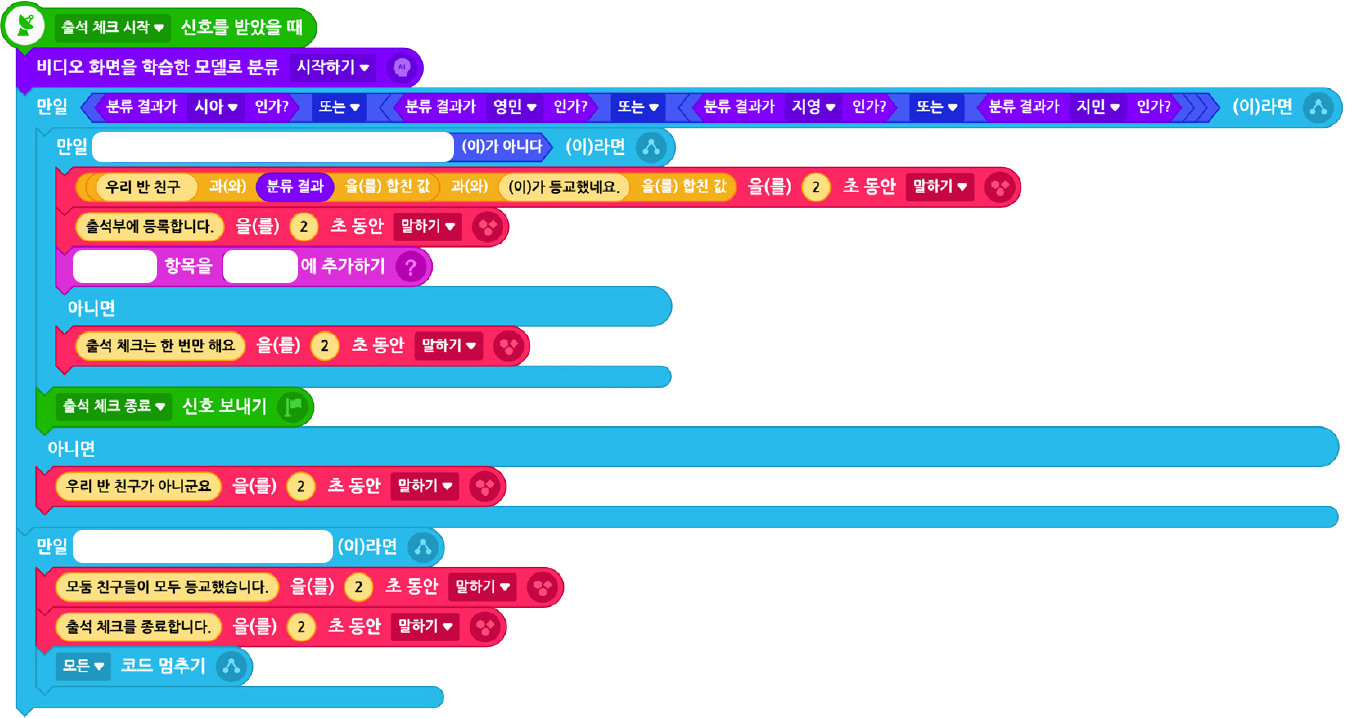 출석 체크 시작 신호를 받았을 때
비디오 화면을 학습한 모델로 분류 시작하기 AI
만일 분류 결과가 시아 인가? 또는 분류 결과가 영민 인가? 또는 분류 결과가 지영 인가? 또는 분류 결과가 지민 인가? (이)라면
만일 (이)가 아니다 (이)라면
우리 반 친구 과(와) 분류 결과 을(를) 합친 값 과(와) (이)가 등교했네요. 을(를) 합친 값 을(를) 2 초 동안 말하기
출석부에 등록합니다. 을(를) 2 초 동안 말하기
항목을 에 추가하기 ?
아니면
출석 체크는 한 번만 해요 을(를) 2 초 동안 말하기
출석 체크 종료 신호 보내기
아니면
우리 반 친구가 아니군요 을(를) 2 초 동안 말하기
만일 (이)라면
모둠 친구들이 모두 등교했습니다. 을(를) 2 초 동안 말하기
출석 체크를 종료합니다. 을(를) 2 초 동안 말하기
모든 코드 멈추기